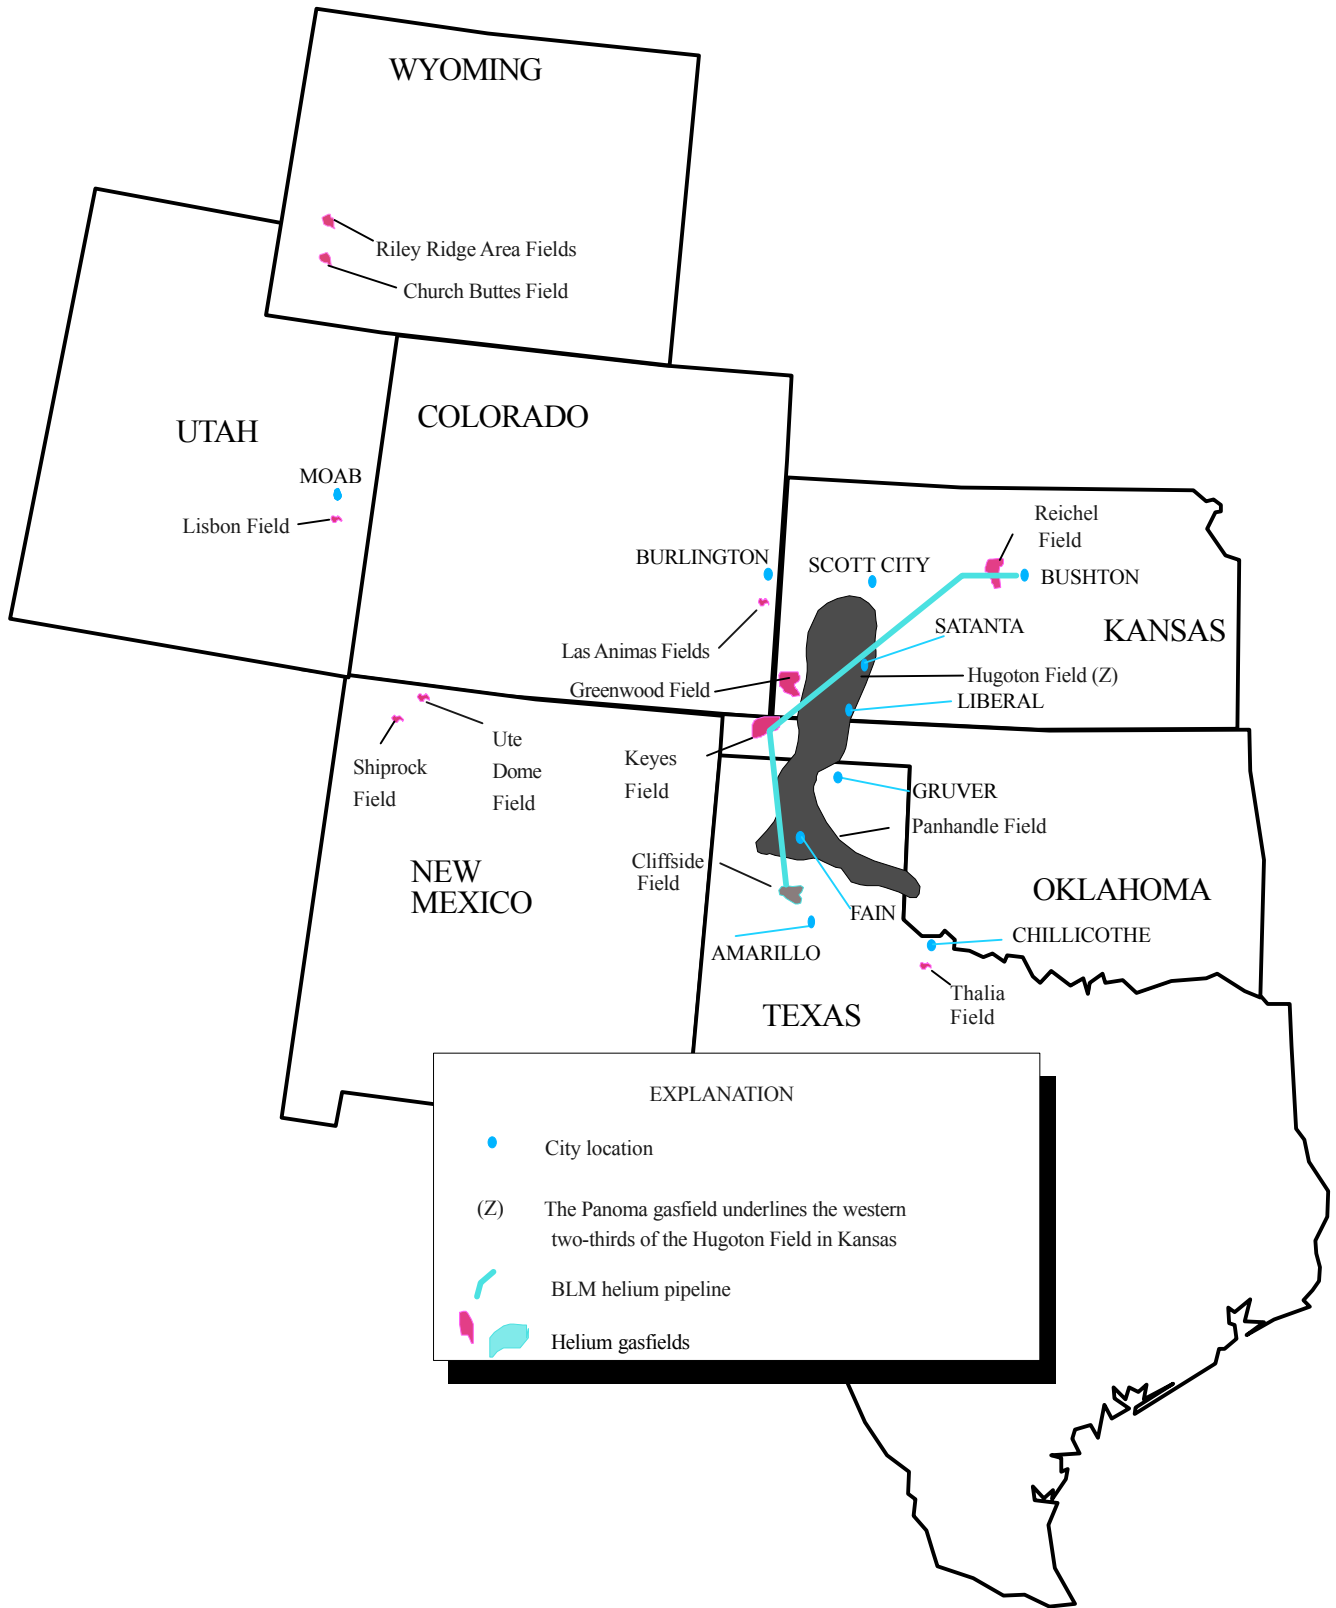 WYOMING
Riley Ridge Area Fields
Church Buttes Field
UTAH
COLORADO
MOAB
Lisbon Field
BURLINGTON
SCOTT CITY
Reichel
Field
BUSHTON
KANSAS
SATANTA
Las Animas Fields
Hugoton Field (Z)
Greenwood Field
LIBERAL
Ute
Dome
Field
Shiprock
Field
Keyes
Field
GRUVER
Panhandle Field
Cliffside
Field
NEW
MEXICO
OKLAHOMA
FAIN
AMARILLO
CHILLICOTHE
Thalia
Field
TEXAS
EXPLANATION
City location
(Z) The Panoma gasfield underlines the western
two-thirds of the Hugoton Field in Kansas
BLM helium pipeline
Helium gasfields